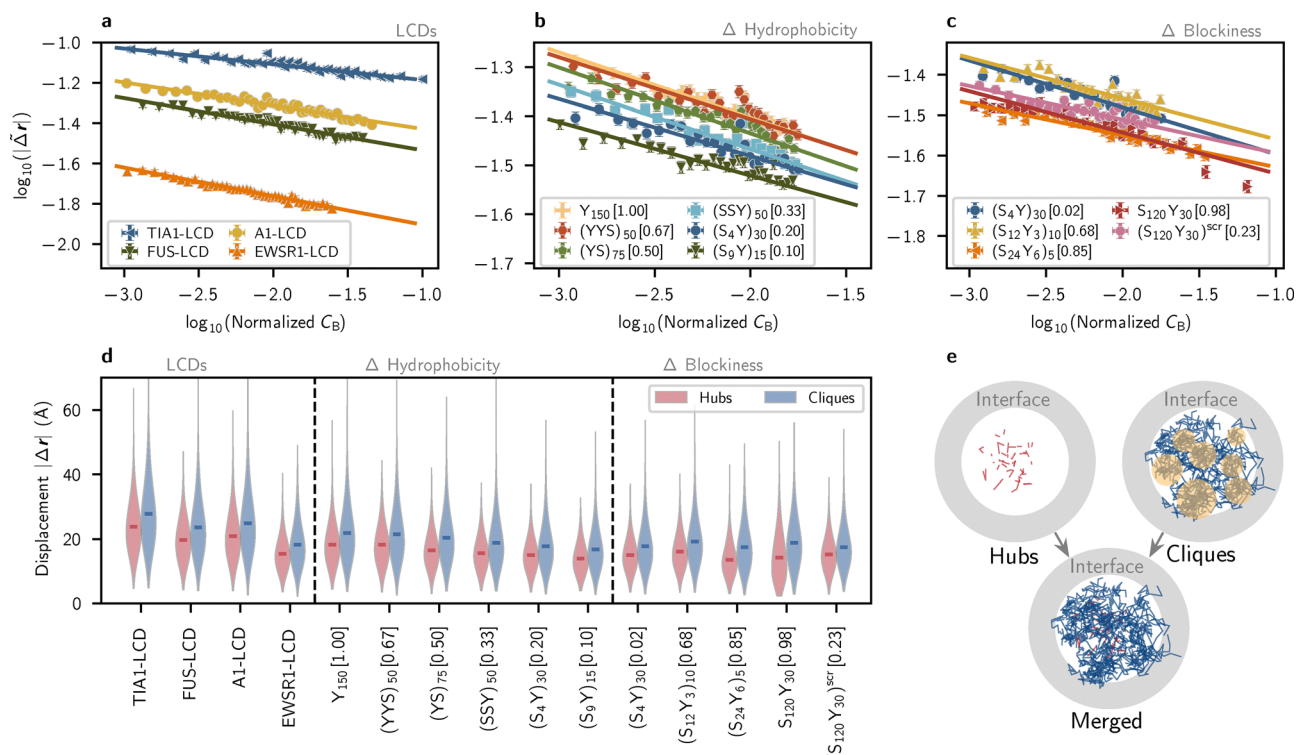 a
LCDs
−1.0
−1.2
−1.4
−1.6
−1.8
−2.0
log₁₀(|Δ̃r|)
TIA1-LCD
FUS-LCD
A1-LCD
EWSR1-LCD
−3.0 −2.5 −2.0 −1.5 −1.0
log₁₀(Normalized C_B)
b
Δ Hydrophobicity
−1.3
−1.4
−1.5
−1.6
−1.7
Y₁₅₀[1.00]
(YYS)₅₀[0.67]
(YS)₇₅[0.50]
(SSY)₅₀[0.33]
(S₄Y)₃₀[0.20]
(S₉Y)₁₅[0.10]
−3.0 −2.5 −2.0 −1.5
log₁₀(Normalized C_B)
c
Δ Blockiness
−1.4
−1.5
−1.6
−1.7
−1.8
(S₄Y)₃₀[0.02]
(S₁₂Y₃)₁₀[0.68]
(S₂₄Y₆)₅[0.85]
S₁₂₀Y₃₀[0.98]
(S₁₂₀Y₃₀)ˢᶜʳ[0.23]
−3.0 −2.5 −2.0 −1.5 −1.0
log₁₀(Normalized C_B)
d
LCDs
Δ Hydrophobicity
Δ Blockiness
Displacement |Δr| (Å)
60
40
20
0
Hubs
Cliques
TIA1-LCD
FUS-LCD
A1-LCD
EWSR1-LCD
Y₁₅₀[1.00]
(YYS)₅₀[0.67]
(YS)₇₅[0.50]
(SSY)₅₀[0.33]
(S₄Y)₃₀[0.20]
(S₉Y)₁₅[0.10]
(S₄Y)₃₀[0.02]
(S₁₂Y₃)₁₀[0.68]
(S₂₄Y₆)₅[0.85]
S₁₂₀Y₃₀[0.98]
(S₁₂₀Y₃₀)ˢᶜʳ[0.23]
e
Interface
Interface
Hubs
Cliques
Interface
Merged